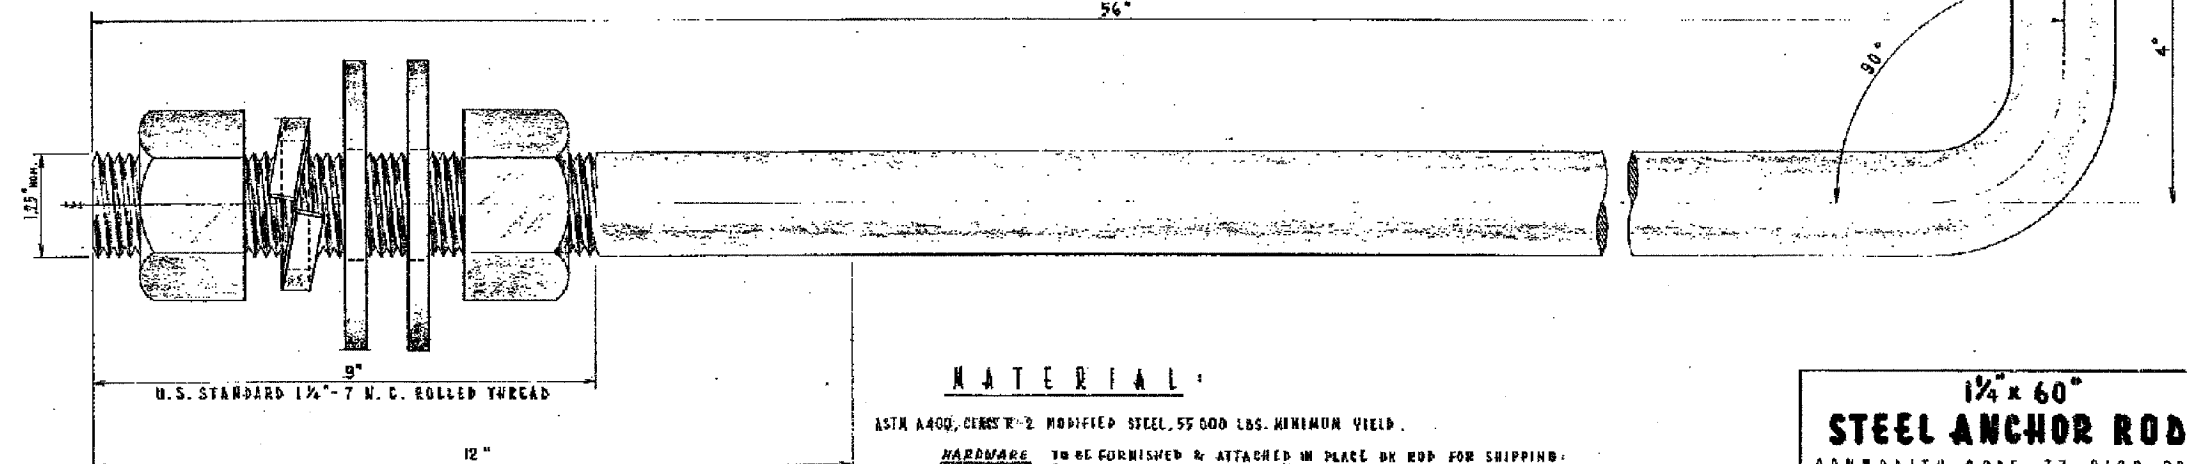 56"
90°
4"
1.25" NOM.
9"
U.S. STANDARD 1¼"-7 N.C. ROLLED THREAD
12"
MATERIAL:
ASTM A400, CLASS 2 MODIFIED STEEL, 55 000 LBS. MINIMUM YIELD.
HARDWARE TO BE FURNISHED & ATTACHED IN PLACE ON ROD FOR SHIPPING:
1¼" x 60"
STEEL ANCHOR ROD